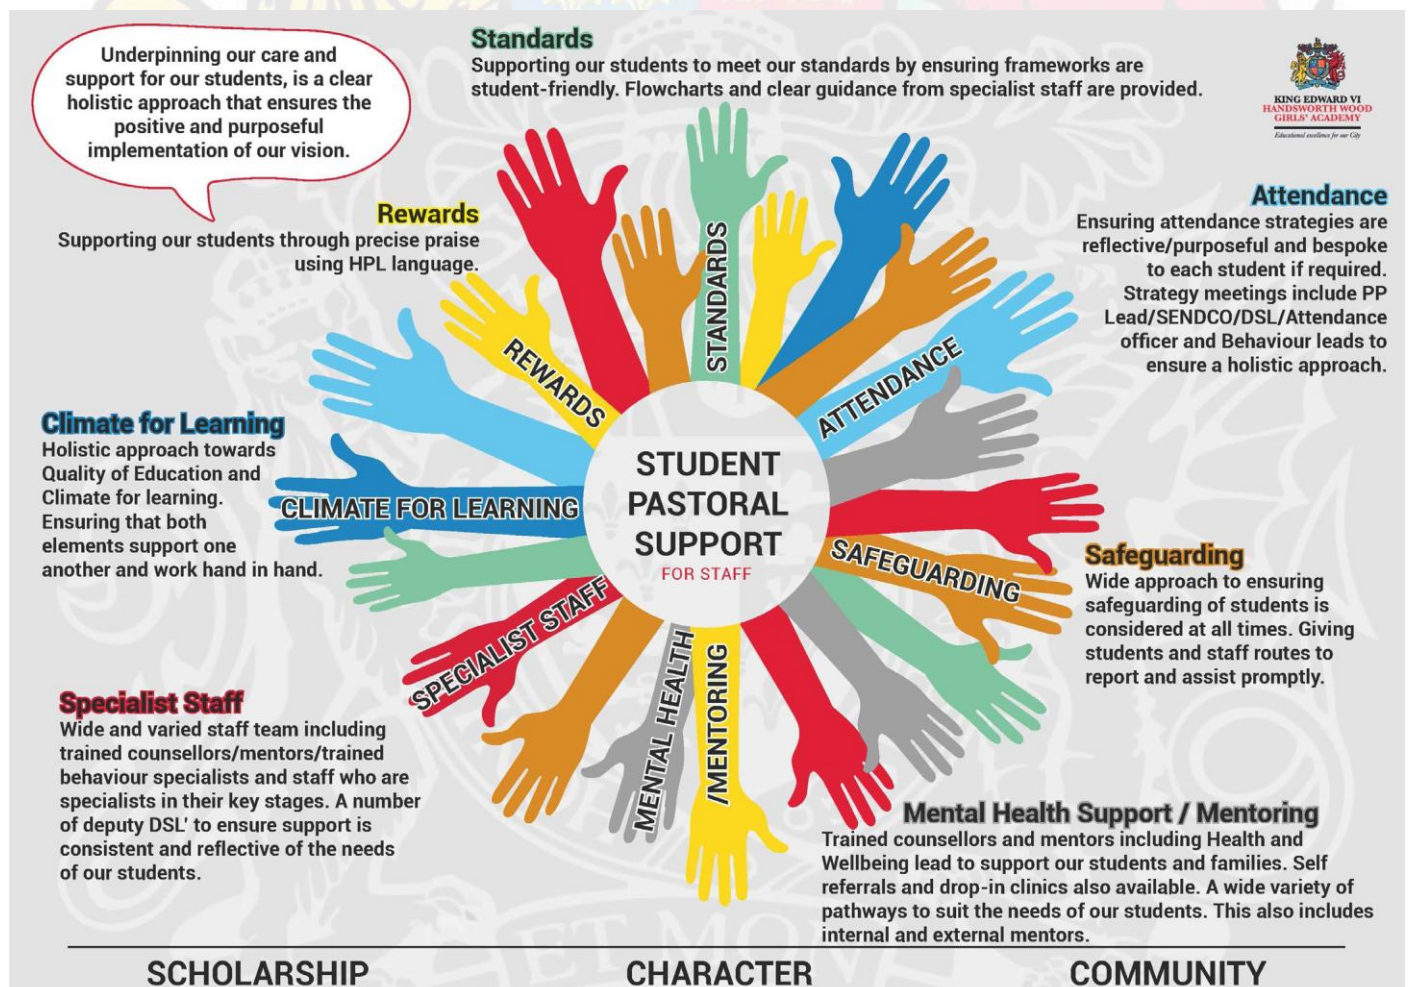 Underpinning our care and
support for our students, is a clear
holistic approach that ensures the
positive and purposeful
implementation of our vision.
Standards
Supporting our students to meet our standards by ensuring frameworks are
student-friendly. Flowcharts and clear guidance from specialist staff are provided.
KING EDWARD VI
HANDSWORTH WOOD
GIRLS' ACADEMY
Educational excellence for our City
Rewards
Supporting our students through precise praise
using HPL language.
Attendance
Ensuring attendance strategies are
reflective/purposeful and bespoke
to each student if required.
Strategy meetings include PP
Lead/SENDCO/DSL/Attendance
officer and Behaviour leads to
ensure a holistic approach.
STANDARDS
REWARDS
ATTENDANCE
Climate for Learning
Holistic approach towards
Quality of Education and
Climate for learning.
Ensuring that both
elements support one
another and work hand in hand.
CLIMATE FOR LEARNING
STUDENT
PASTORAL
SUPPORT
FOR STAFF
SAFEGUARDING
Safeguarding
Wide approach to ensuring
safeguarding of students is
considered at all times. Giving
students and staff routes to
report and assist promptly.
SPECIALIST STAFF
MENTAL HEALTH
/MENTORING
Specialist Staff
Wide and varied staff team including
trained counsellors/mentors/trained
behaviour specialists and staff who are
specialists in their key stages. A number
of deputy DSL' to ensure support is
consistent and reflective of the needs
of our students.
Mental Health Support / Mentoring
Trained counsellors and mentors including Health and
Wellbeing lead to support our students and families. Self
referrals and drop-in clinics also available. A wide variety of
pathways to suit the needs of our students. This also includes
internal and external mentors.
ET MON
SCHOLARSHIP
CHARACTER
COMMUNITY